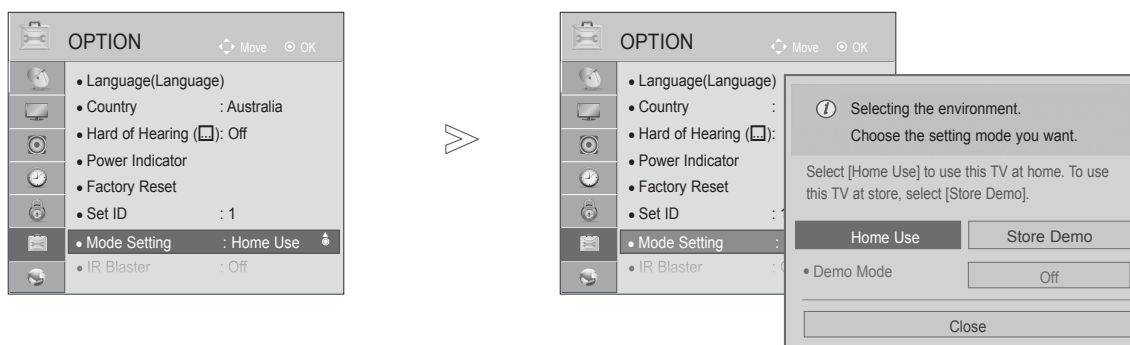 OPTION
Move OK
• Language(Language)
• Country : Australia
• Hard of Hearing (...): Off
• Power Indicator
• Factory Reset
• Set ID : 1
• Mode Setting : Home Use
• IR Blaster : Off
OPTION
Move OK
• Language(Language)
• Country :
• Hard of Hearing (...):
• Power Indicator
• Factory Reset
• Set ID : 1
• Mode Setting :
• IR Blaster :
i Selecting the environment.
Choose the setting mode you want.
Select [Home Use] to use this TV at home. To use
this TV at store, select [Store Demo].
Home Use Store Demo
• Demo Mode Off
Close